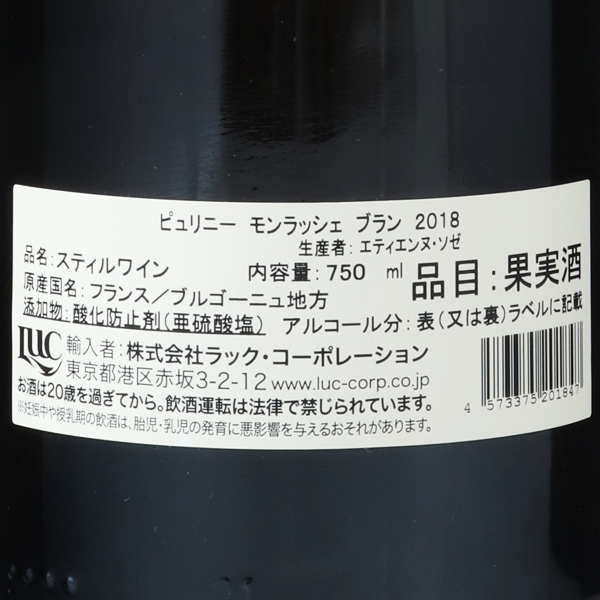 ピュリニー モンラッシェ ブラン 2018
生産者：エティエンヌ・ソゼ
品名：スティルワイン 内容量：750 ml 品目：果実酒
原産国名：フランス／ブルゴーニュ地方
添加物：酸化防止剤（亜硫酸塩） アルコール分：表（又は裏）ラベルに記載
LUC 輸入者：株式会社ラック・コーポレーション
東京都港区赤坂3-2-12 www.luc-corp.co.jp
お酒は20歳を過ぎてから。飲酒運転は法律で禁じられています。
※妊娠中や授乳期の飲酒は、胎児・乳児の発育に悪影響を与えるおそれがあります。
4 573375 201847